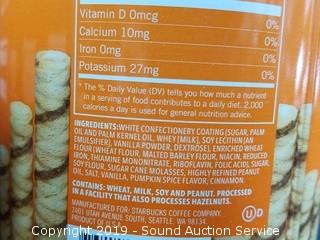 Vitamin D 0mcg 0%
Calcium 10mg 0%
Iron 0mg 0%
Potassium 27mg 0%
* The % Daily Value (DV) tells you how much a nutrient
in a serving of food contributes to a daily diet. 2,000
calories a day is used for general nutrition advice.
INGREDIENTS: WHITE CONFECTIONERY COATING (SUGAR, PALM
OIL AND PALM KERNEL OIL, WHEY [MILK], SOY LECITHIN [AN
EMULSIFIER], VANILLA POWDER, DEXTROSE), ENRICHED WHEAT
FLOUR (WHEAT FLOUR, MALTED BARLEY FLOUR, NIACIN, REDUCED
IRON, THIAMINE MONONITRATE, RIBOFLAVIN, FOLIC ACID), SUGAR,
SOY FLOUR, SUGAR CANE MOLASSES, HIGHLY REFINED PEANUT
OIL, SALT, VANILLA, PUMPKIN SPICE FLAVOR, CINNAMON.
CONTAINS: WHEAT, MILK, SOY AND PEANUT. PROCESSED
IN A FACILITY THAT ALSO PROCESSES HAZELNUTS.
MANUFACTURED FOR: STARBUCKS COFFEE COMPANY,
2401 UTAH AVENUE SOUTH, SEATTLE, WA 98134
PRODUCT OF U.S.A.
U D
Copyright 2019 - Sound Auction Service